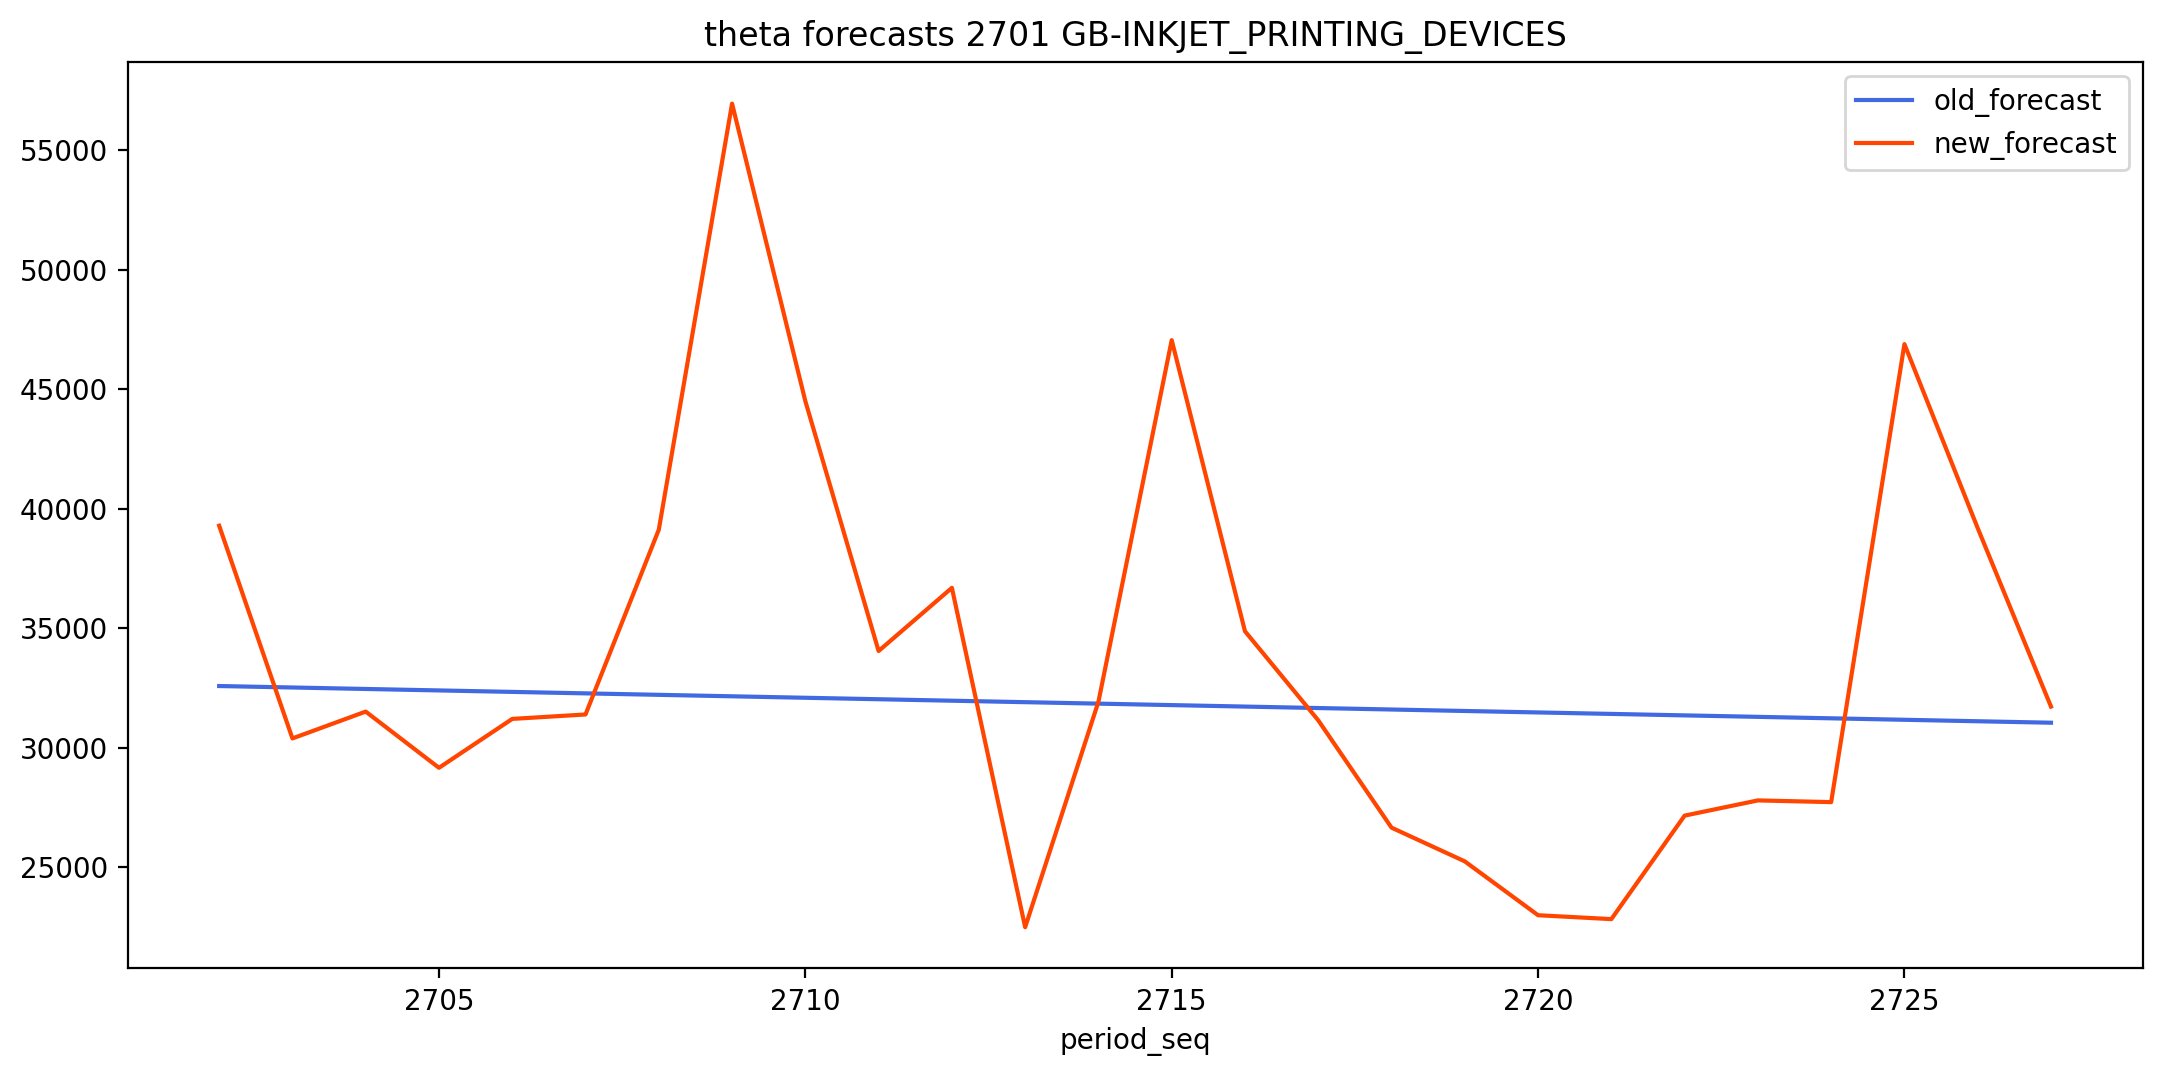 theta forecasts 2701 GB-INKJET_PRINTING_DEVICES
old_forecast
new_forecast
55000
50000
45000
40000
35000
30000
25000
2705 2710 2715 2720 2725
period_seq